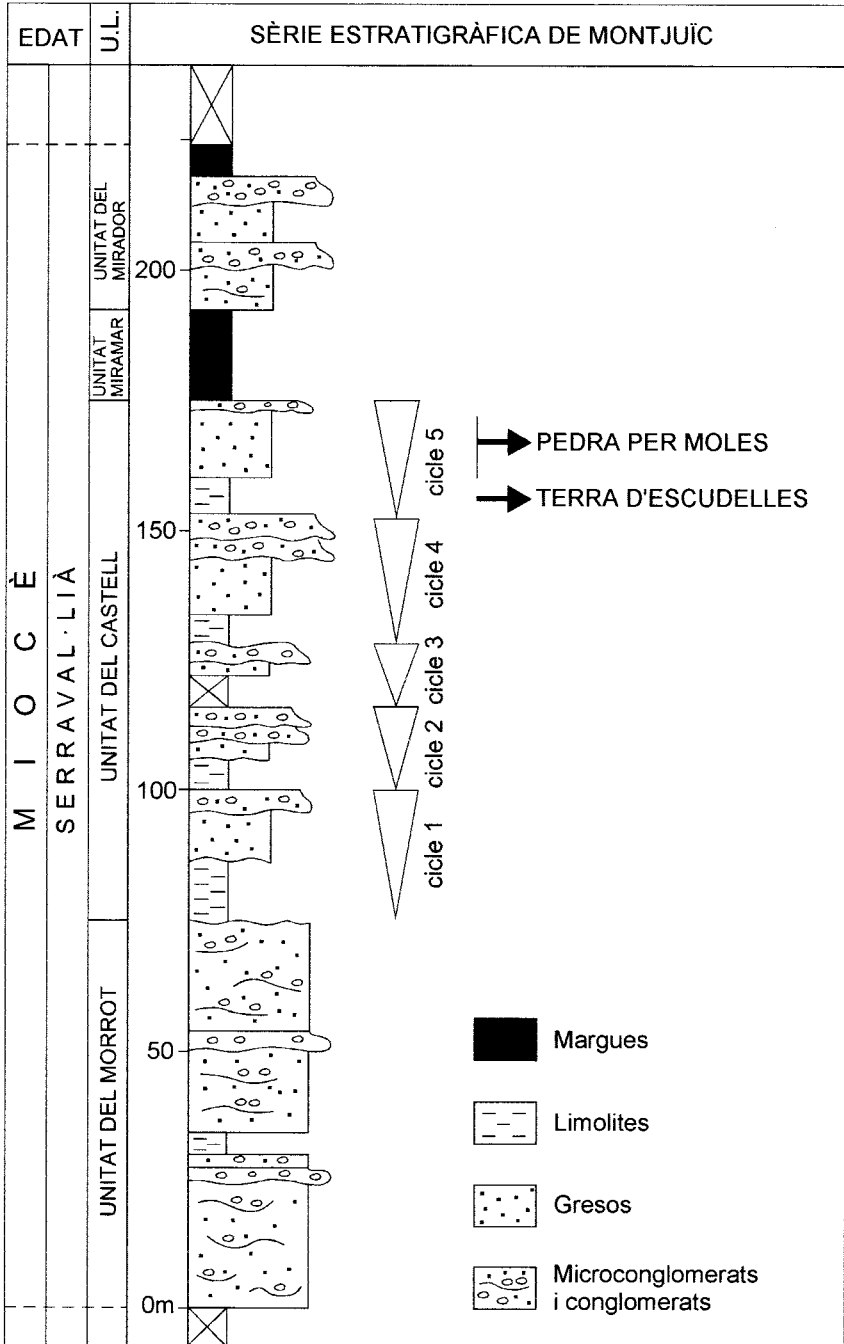 EDAT
U.L.
SÈRIE ESTRATIGRÀFICA DE MONTJUÏC
MIOCÈ
SERRAVAL·LIÀ
UNITAT DEL
MIRADOR
UNITAT
MIRAMAR
UNITAT DEL CASTELL
UNITAT DEL MORROT
200
150
100
50
0m
cicle 5
cicle 4
cicle 3
cicle 2
cicle 1
PEDRA PER MOLES
TERRA D'ESCUDELLES
Margues
Limolites
Gresos
Microconglomerats
i conglomerats